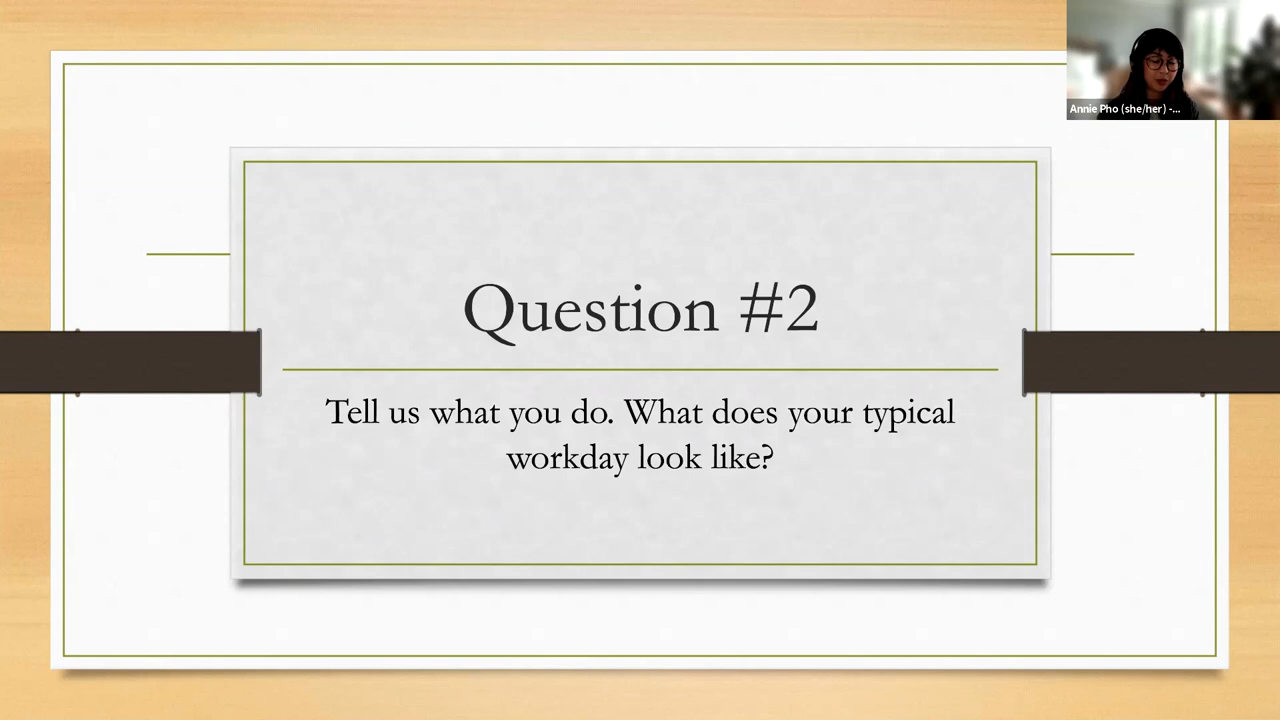 Annie Pho (she/her) -...
Question #2
Tell us what you do. What does your typical
workday look like?